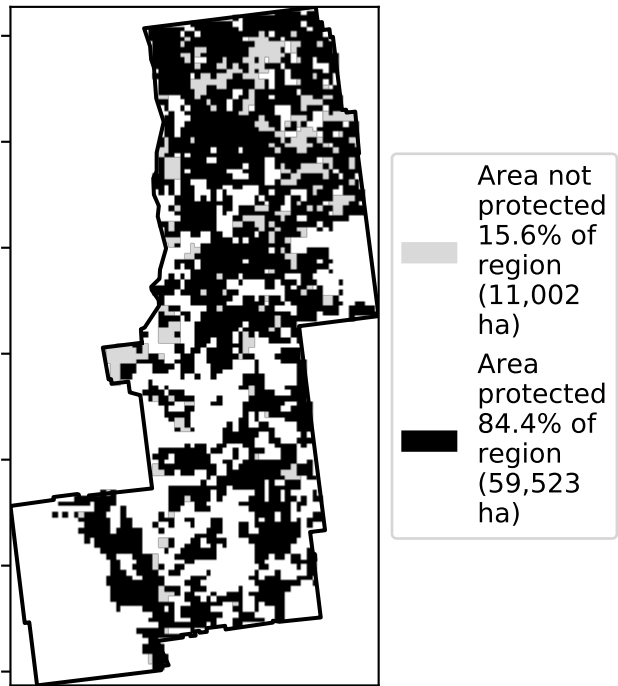 Area not
protected
15.6% of
region
(11,002
ha)
Area
protected
84.4% of
region
(59,523
ha)